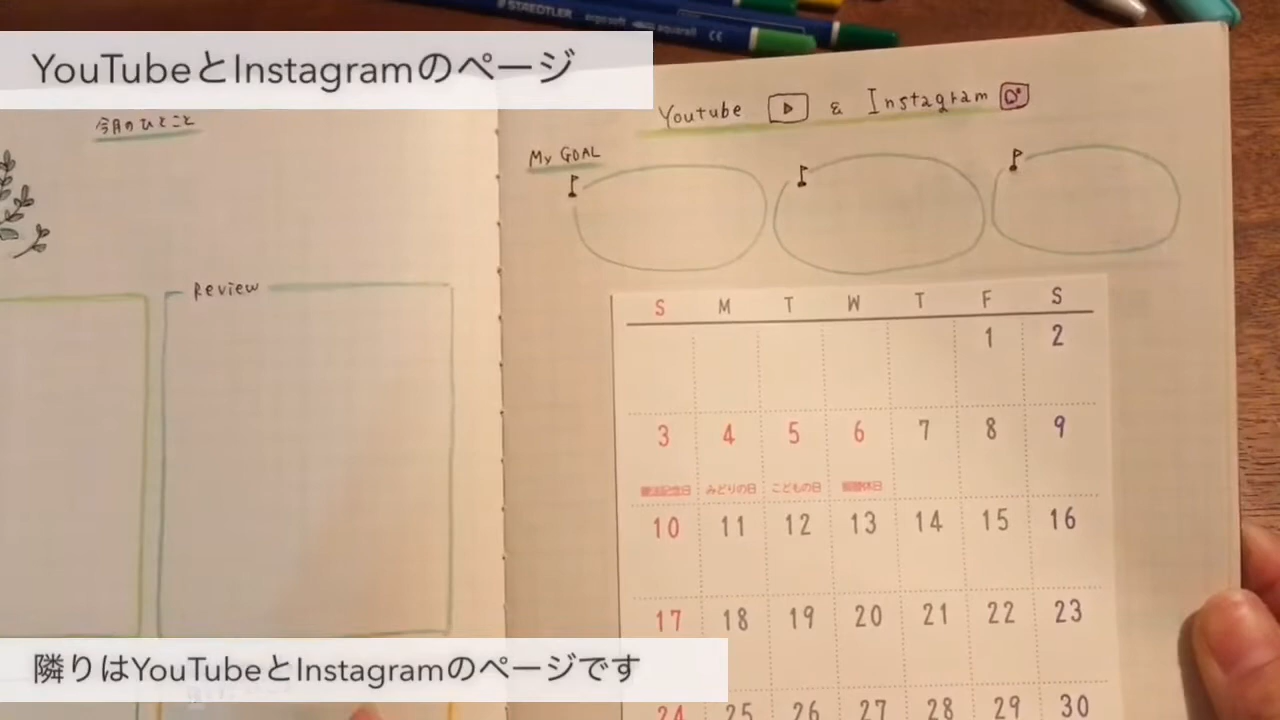 STAEDTLER ergosoft aquarell CE
YouTubeとInstagramのページ
今月のひとこと
Review
Youtube & Instagram
My GOAL
S M T W T F S
1 2
3 4 5 6 7 8 9
憲法記念日 みどりの日 こどもの日 振替休日
10 11 12 13 14 15 16
17 18 19 20 21 22 23
24 25 26 27 28 29 30
隣りはYouTubeとInstagramのページです